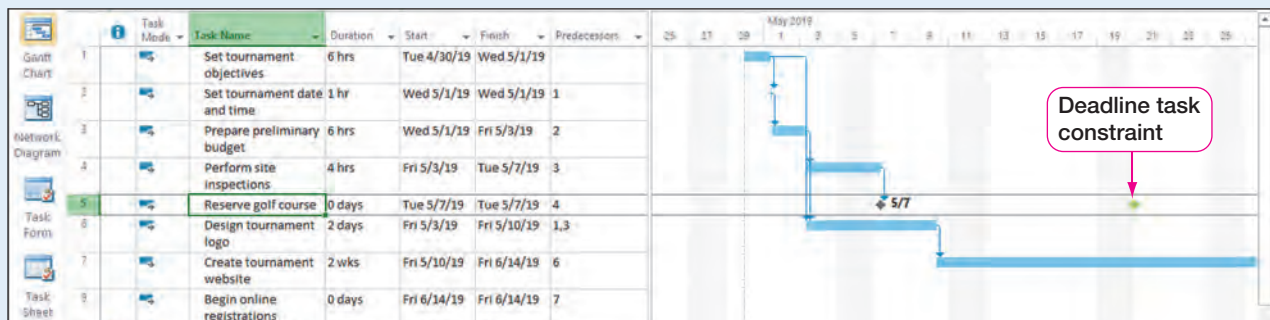 Task
Mode Task Name Duration Start Finish Predecessors
May 2019
25 27 29 1 3 5 7 9 11 13 15 17 19 21 23 25
Gantt
Chart
Network
Diagram
Task
Form
Task
Sheet
1 Set tournament 6 hrs Tue 4/30/19 Wed 5/1/19
objectives
2 Set tournament date 1 hr Wed 5/1/19 Wed 5/1/19 1
and time
3 Prepare preliminary 6 hrs Wed 5/1/19 Fri 5/3/19 2
budget
4 Perform site 4 hrs Fri 5/3/19 Tue 5/7/19 3
inspections
5 Reserve golf course 0 days Tue 5/7/19 Tue 5/7/19 4
5/7
6 Design tournament 2 days Fri 5/3/19 Fri 5/10/19 1,3
logo
7 Create tournament 2 wks Fri 5/10/19 Fri 6/14/19 6
website
Begin online 0 days Fri 6/14/19 Fri 6/14/19 7
registrations
Deadline task
constraint